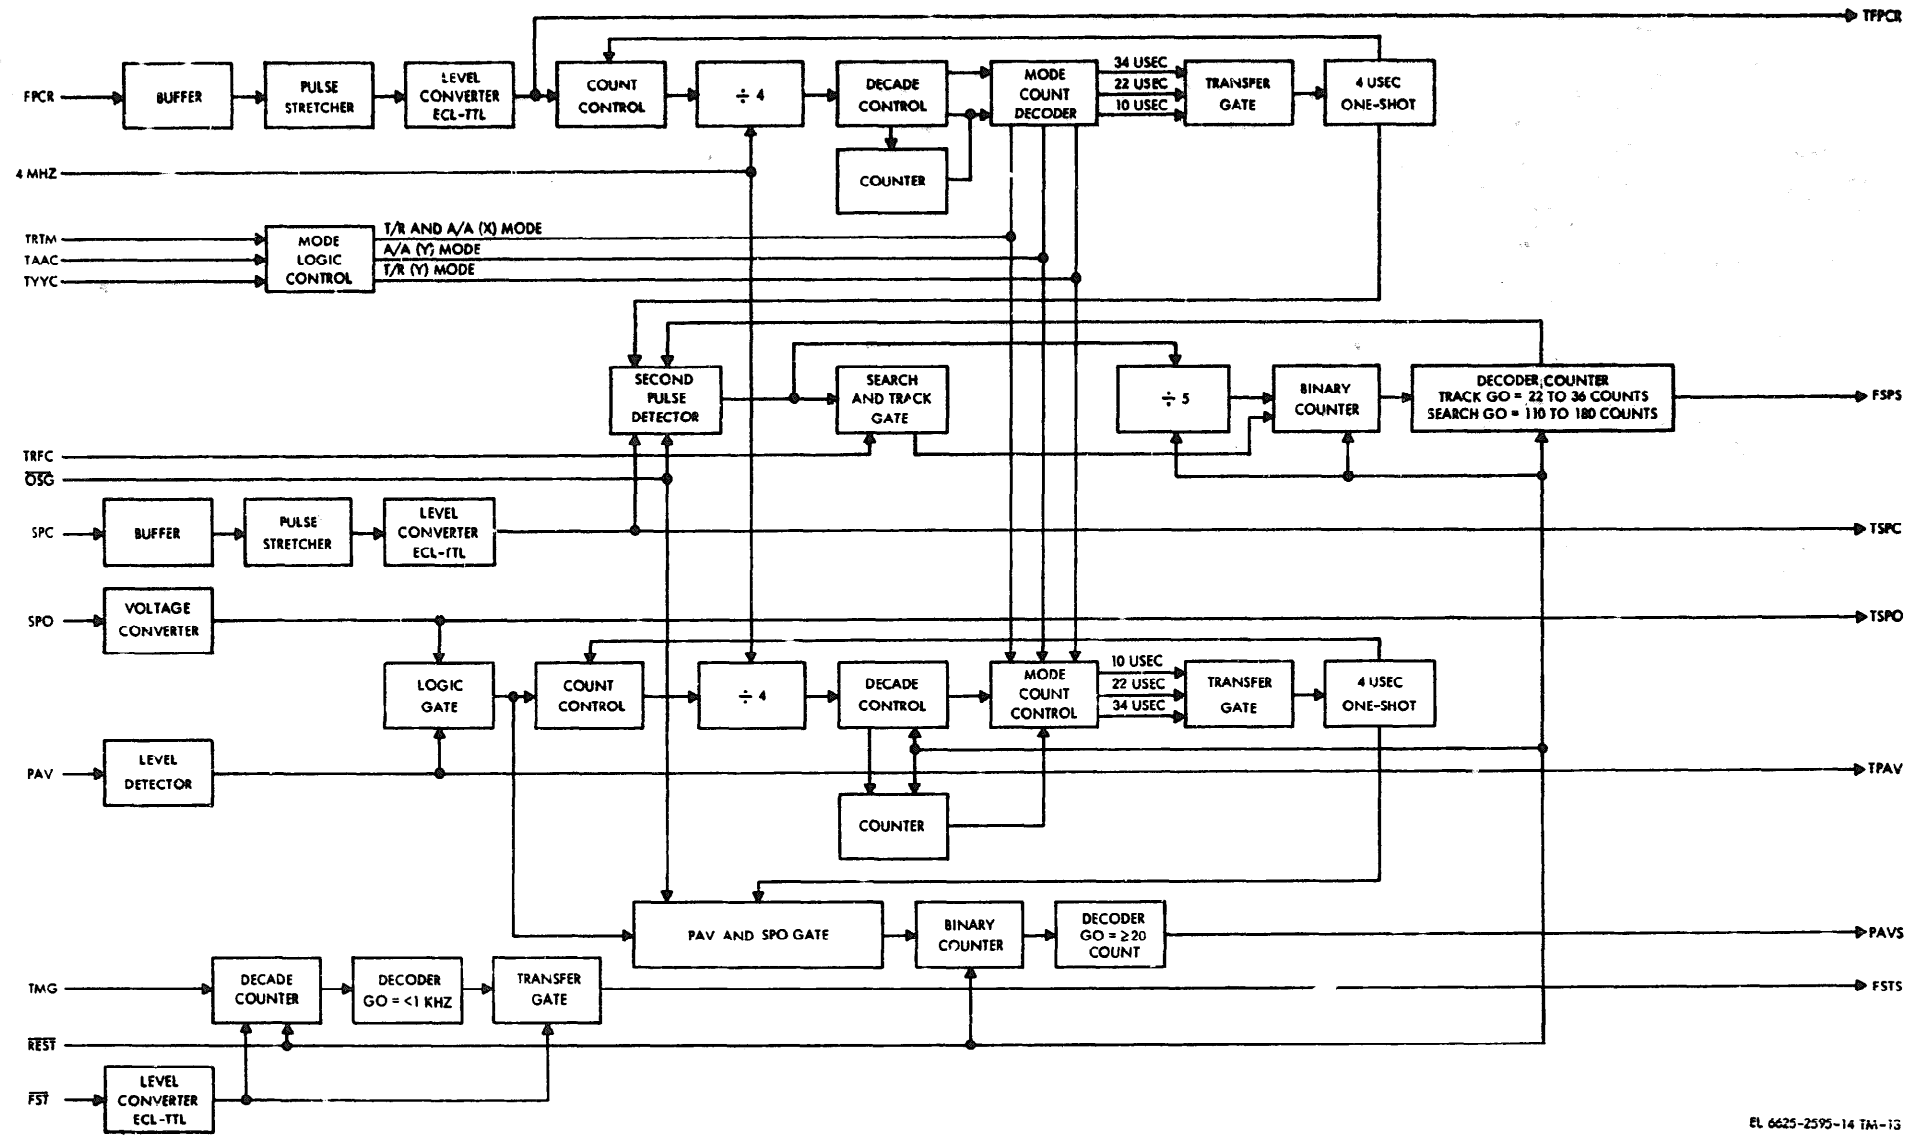 TFPCR
FPCR
BUFFER
PULSE
STRETCHER
LEVEL
CONVERTER
ECL-TTL
COUNT
CONTROL
÷ 4
DECADE
CONTROL
MODE
COUNT
DECODER
34 USEC
22 USEC
10 USEC
TRANSFER
GATE
4 USEC
ONE-SHOT
4 MHZ
COUNTER
TRTM
TAAC
TYYC
MODE
LOGIC
CONTROL
T/R AND A/A (X) MODE
A/A (Y) MODE
T/R (Y) MODE
SECOND
PULSE
DETECTOR
SEARCH
AND TRACK
GATE
÷ 5
BINARY
COUNTER
DECODER COUNTER
TRACK GO = 22 TO 36 COUNTS
SEARCH GO = 110 TO 180 COUNTS
FSPS
TRFC
OSG
SPC
BUFFER
PULSE
STRETCHER
LEVEL
CONVERTER
ECL-TTL
TSPC
SPO
VOLTAGE
CONVERTER
TSPO
LOGIC
GATE
COUNT
CONTROL
÷ 4
DECADE
CONTROL
MODE
COUNT
CONTROL
10 USEC
22 USEC
34 USEC
TRANSFER
GATE
4 USEC
ONE-SHOT
PAV
LEVEL
DETECTOR
TPAV
COUNTER
PAV AND SPO GATE
BINARY
COUNTER
DECODER
GO = ≥20
COUNT
PAVS
TMG
DECADE
COUNTER
DECODER
GO = <1 KHZ
TRANSFER
GATE
FSTS
REST
FST
LEVEL
CONVERTER
ECL-TTL
EL 6625-2595-14 TM-13